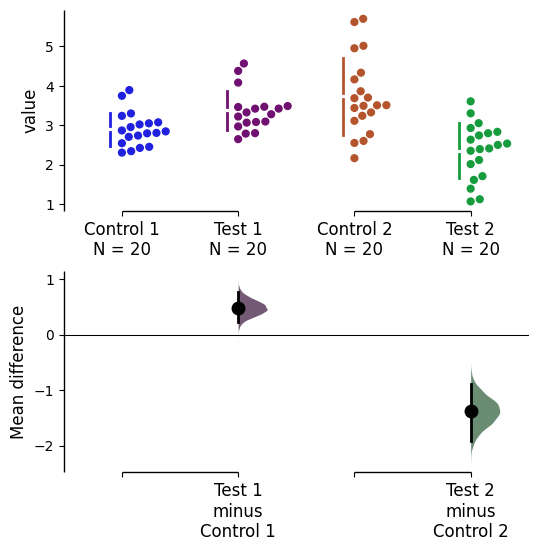 value
5
4
3
2
1
Control 1 Test 1 Control 2 Test 2
N = 20 N = 20 N = 20 N = 20
Mean difference
1
0
−1
−2
Test 1 Test 2
minus minus
Control 1 Control 2